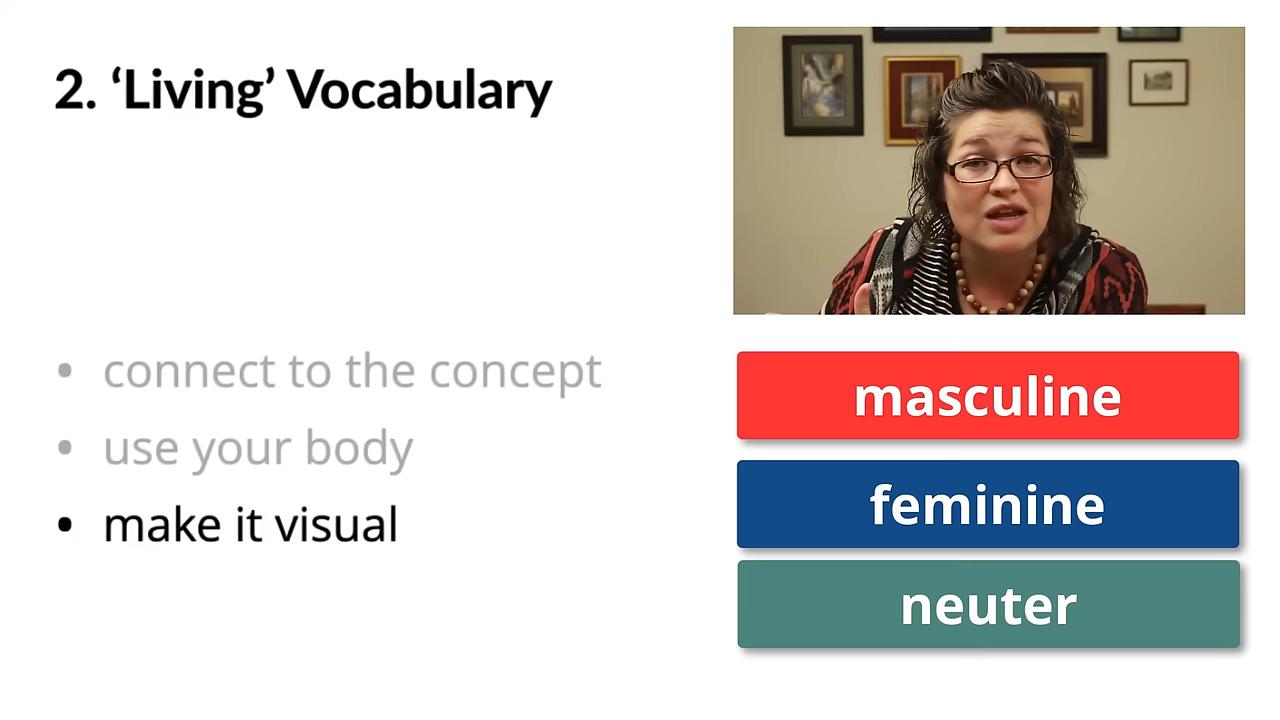 2. ‘Living’ Vocabulary
• connect to the concept
• use your body
• make it visual
masculine
feminine
neuter